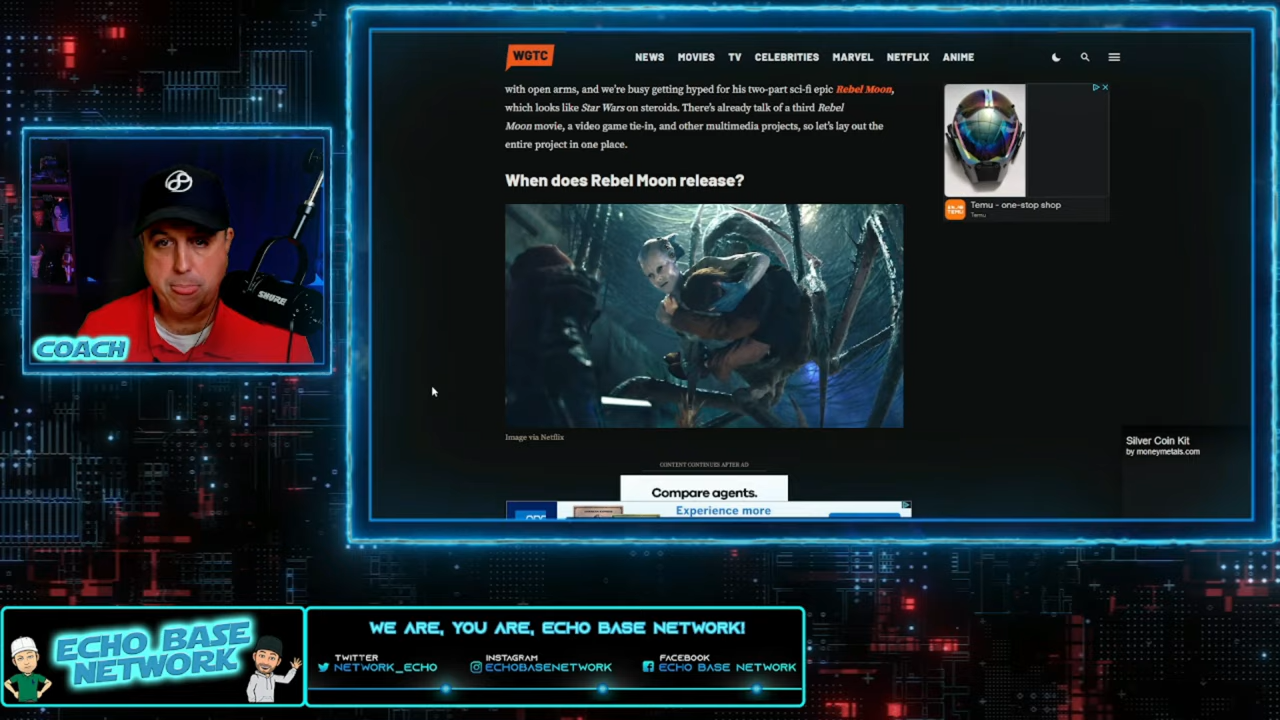 WGTC
NEWS MOVIES TV CELEBRITIES MARVEL NETFLIX ANIME
with open arms, and we're busy getting hyped for his two-part sci-fi epic Rebel Moon,
which looks like Star Wars on steroids. There's already talk of a third Rebel
Moon movie, a video game tie-in, and other multimedia projects, so let's lay out the
entire project in one place.
When does Rebel Moon release?
Temu - one-stop shop
Temu
SHURE
COACH
Image via Netflix
CONTENT CONTINUES AFTER AD
Compare agents.
Experience more
Silver Coin Kit
by moneymetals.com
ECHO BASE
NETWORK
WE ARE, YOU ARE, ECHO BASE NETWORK!
TWITTER
NETWORK_ECHO
INSTAGRAM
ECHOBASENETWORK
FACEBOOK
ECHO BASE NETWORK